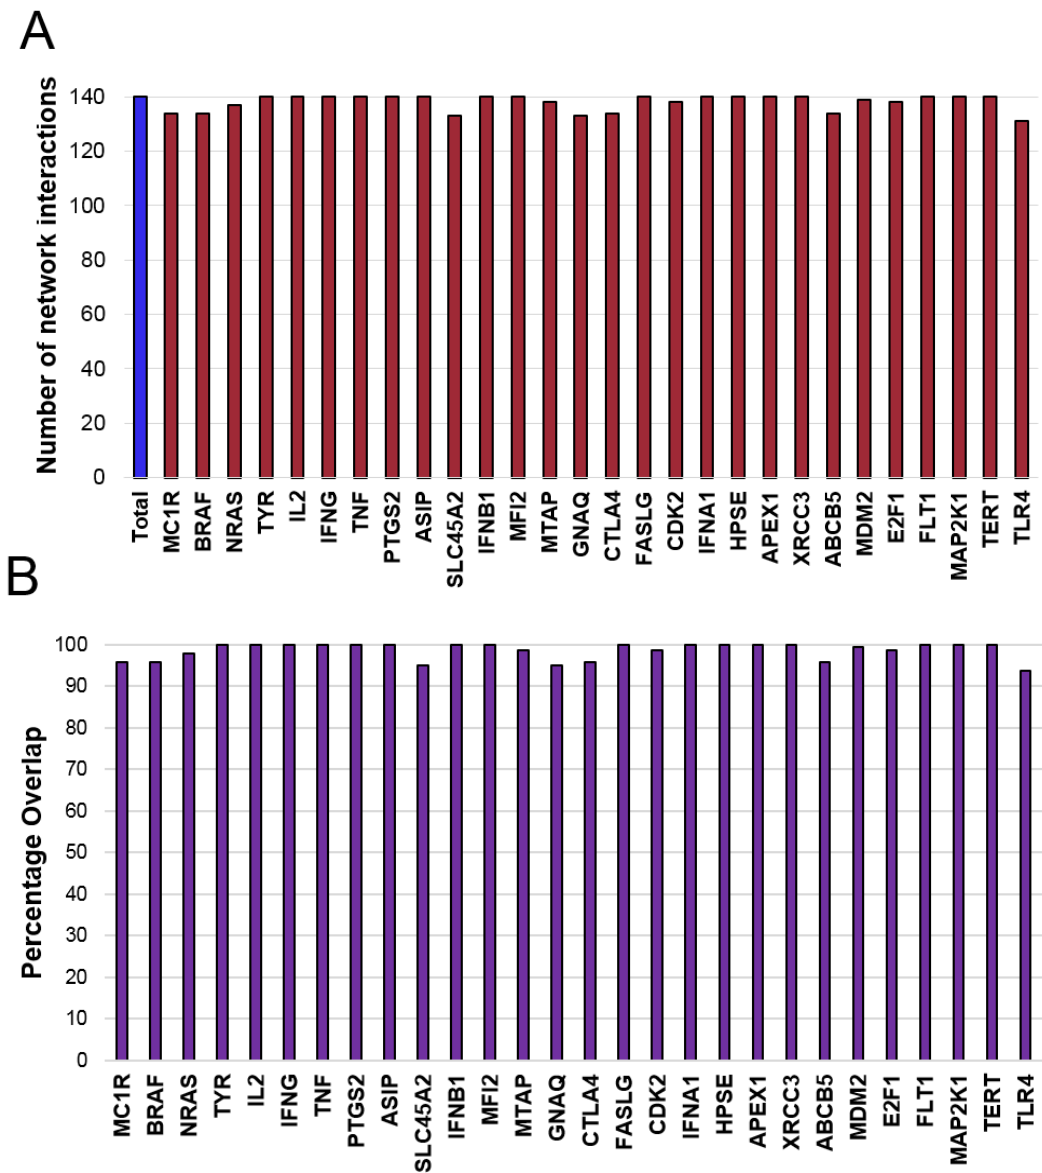 A
Number of network interactions
140
120
100
80
60
40
20
0
Total
MC1R
BRAF
NRAS
TYR
IL2
IFNG
TNF
PTGS2
ASIP
SLC45A2
IFNB1
MFI2
MTAP
GNAQ
CTLA4
FASLG
CDK2
IFNA1
HPSE
APEX1
XRCC3
ABCB5
MDM2
E2F1
FLT1
MAP2K1
TERT
TLR4
B
Percentage Overlap
100
90
80
70
60
50
40
30
20
10
0
MC1R
BRAF
NRAS
TYR
IL2
IFNG
TNF
PTGS2
ASIP
SLC45A2
IFNB1
MFI2
MTAP
GNAQ
CTLA4
FASLG
CDK2
IFNA1
HPSE
APEX1
XRCC3
ABCB5
MDM2
E2F1
FLT1
MAP2K1
TERT
TLR4